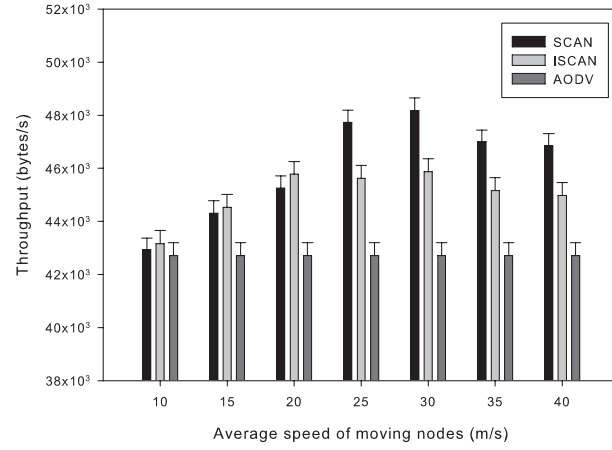 52x10³
50x10³
48x10³
46x10³
44x10³
42x10³
40x10³
38x10³
Throughput (bytes/s)
SCAN
ISCAN
AODV
10 15 20 25 30 35 40
Average speed of moving nodes (m/s)